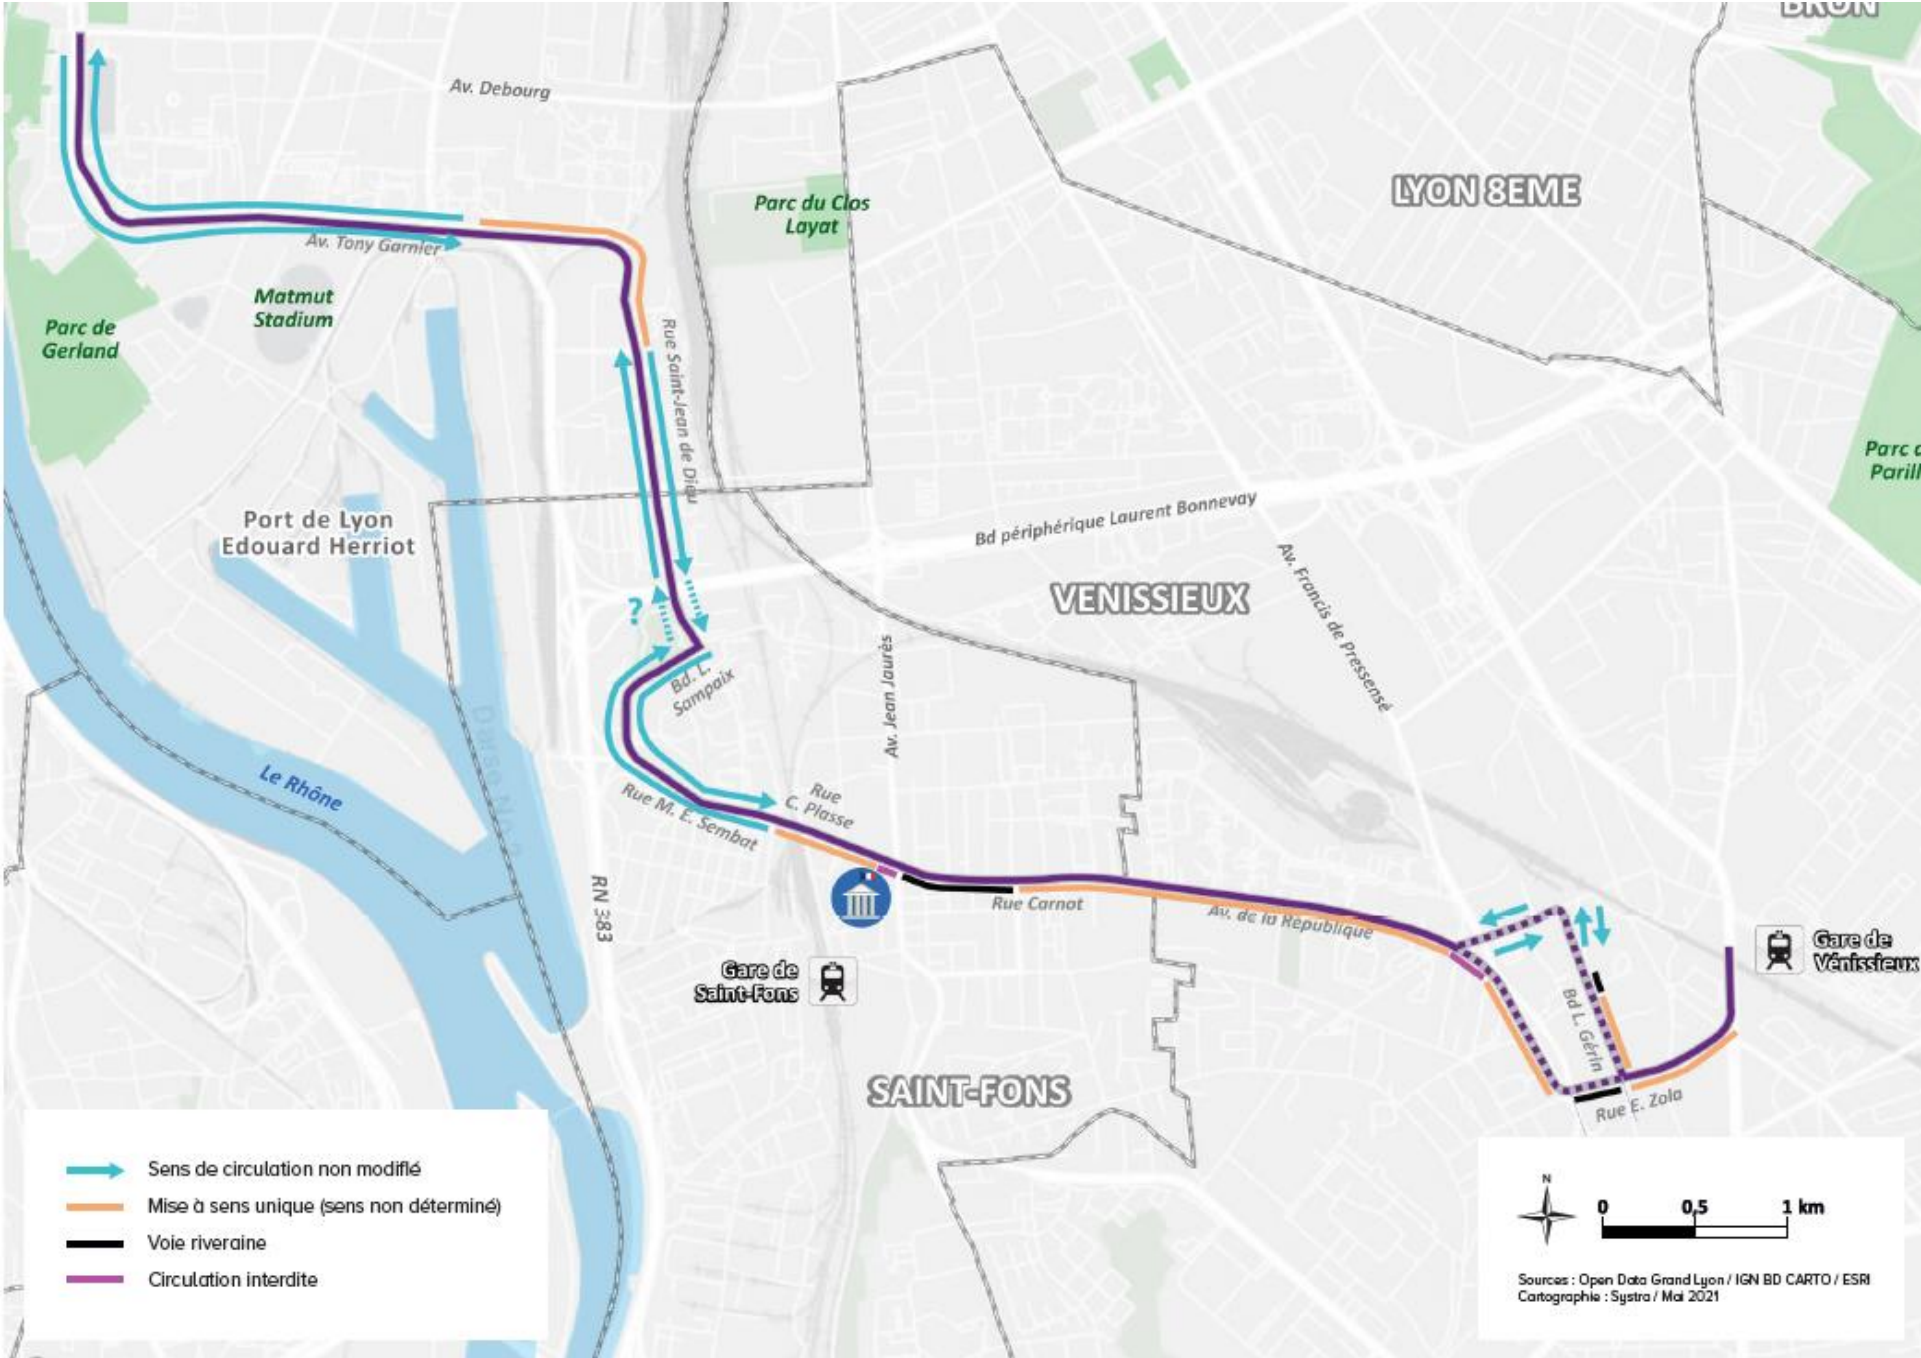 BRON
Av. Debourg
LYON 8EME
Parc du Clos
Layat
Av. Tony Garnier
Matmut
Stadium
Parc de
Gerland
Rue Saint-Jean de Dieu
Parc d
Parill
Port de Lyon
Edouard Herriot
Bd périphérique Laurent Bonnevay
Av. Francis de Pressensé
VENISSIEUX
?
Bd. L.
Sampaix
Av. Jean Jaurès
Le Rhône
Rue
C. Plasse
Rue M. E. Sembat
RN 383
Rue Carnot
Av. de la République
Gare de
Saint-Fons
Gare de
Vénissieux
Bd L. Gérin
Rue E. Zola
SAINT-FONS
Sens de circulation non modifié
Mise à sens unique (sens non déterminé)
Voie riveraine
Circulation interdite
N
0 0,5 1 km
Sources : Open Data Grand Lyon / IGN BD CARTO / ESRI
Cartographie : Systra / Mai 2021